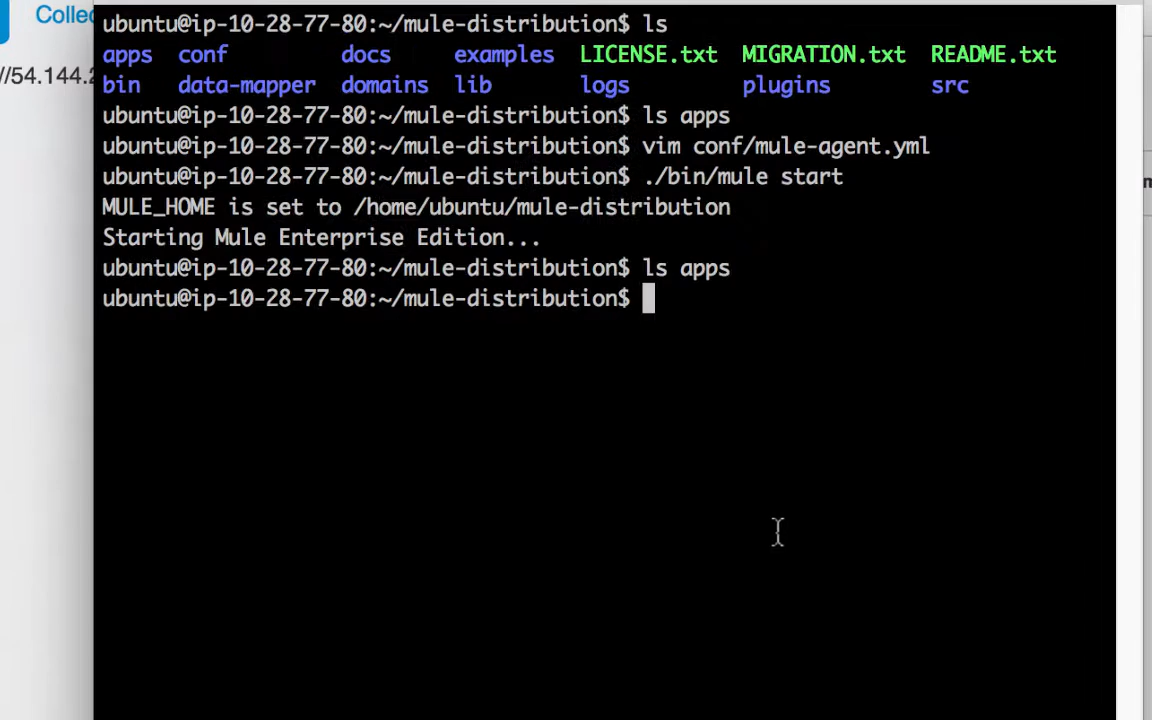 Collec
//54.144.2
ubuntu@ip-10-28-77-80:~/mule-distribution$ ls
apps conf docs examples LICENSE.txt MIGRATION.txt README.txt
bin data-mapper domains lib logs plugins src
ubuntu@ip-10-28-77-80:~/mule-distribution$ ls apps
ubuntu@ip-10-28-77-80:~/mule-distribution$ vim conf/mule-agent.yml
ubuntu@ip-10-28-77-80:~/mule-distribution$ ./bin/mule start
MULE_HOME is set to /home/ubuntu/mule-distribution
Starting Mule Enterprise Edition...
ubuntu@ip-10-28-77-80:~/mule-distribution$ ls apps
ubuntu@ip-10-28-77-80:~/mule-distribution$